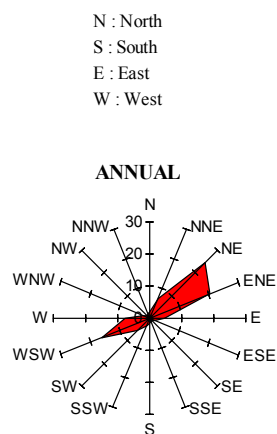 N : North
S : South
E : East
W : West
ANNUAL
N
30
NNW NNE
20
NW NE
10
WNW ENE
W 0 E
WSW ESE
SW SE
SSW SSE
S